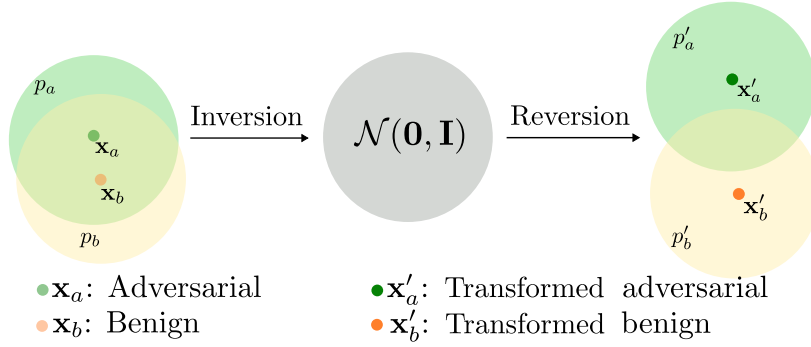 p_a
x_a
x_b
p_b
Inversion
𝒩(0, I)
Reversion
p′_a
x′_a
x′_b
p′_b
x_a: Adversarial
x_b: Benign
x′_a: Transformed adversarial
x′_b: Transformed benign